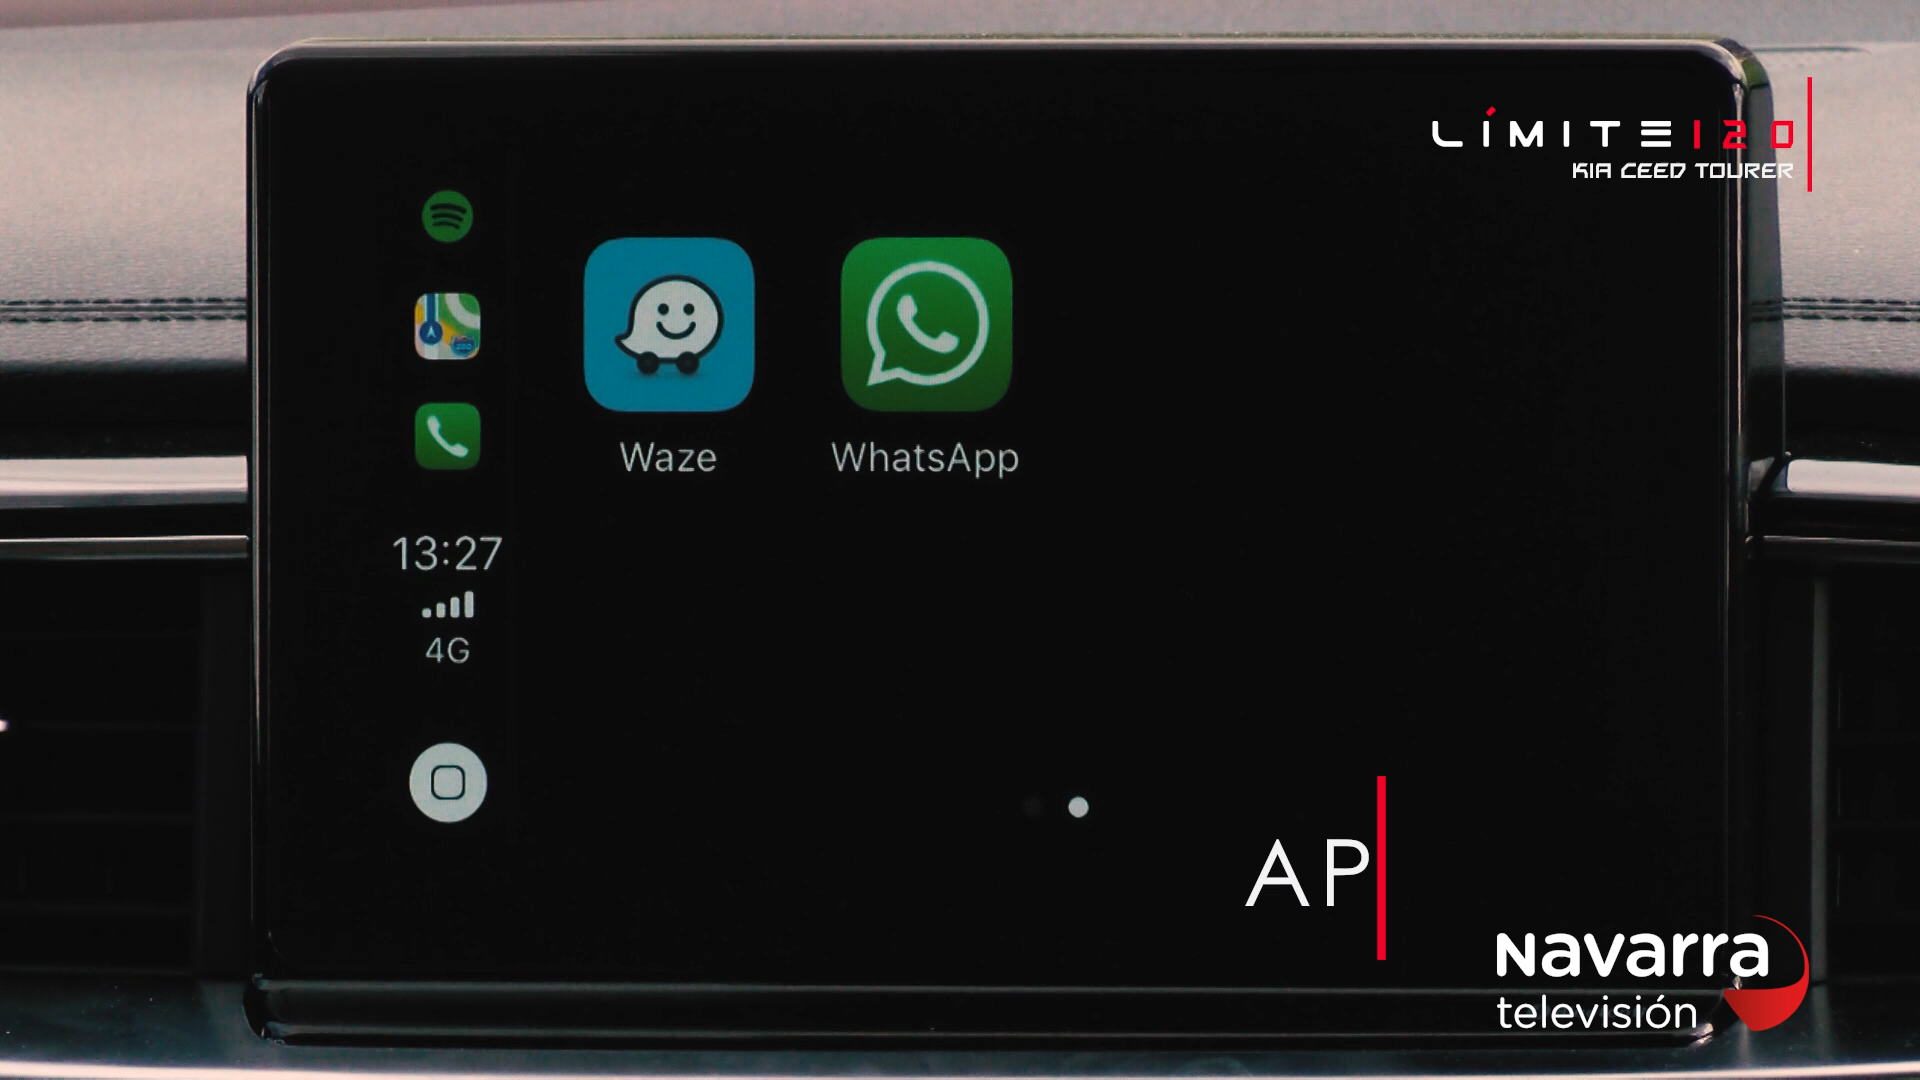 LÍMITE 120
KIA CEED TOURER
Waze
WhatsApp
13:27
4G
AP
Navarra
televisión